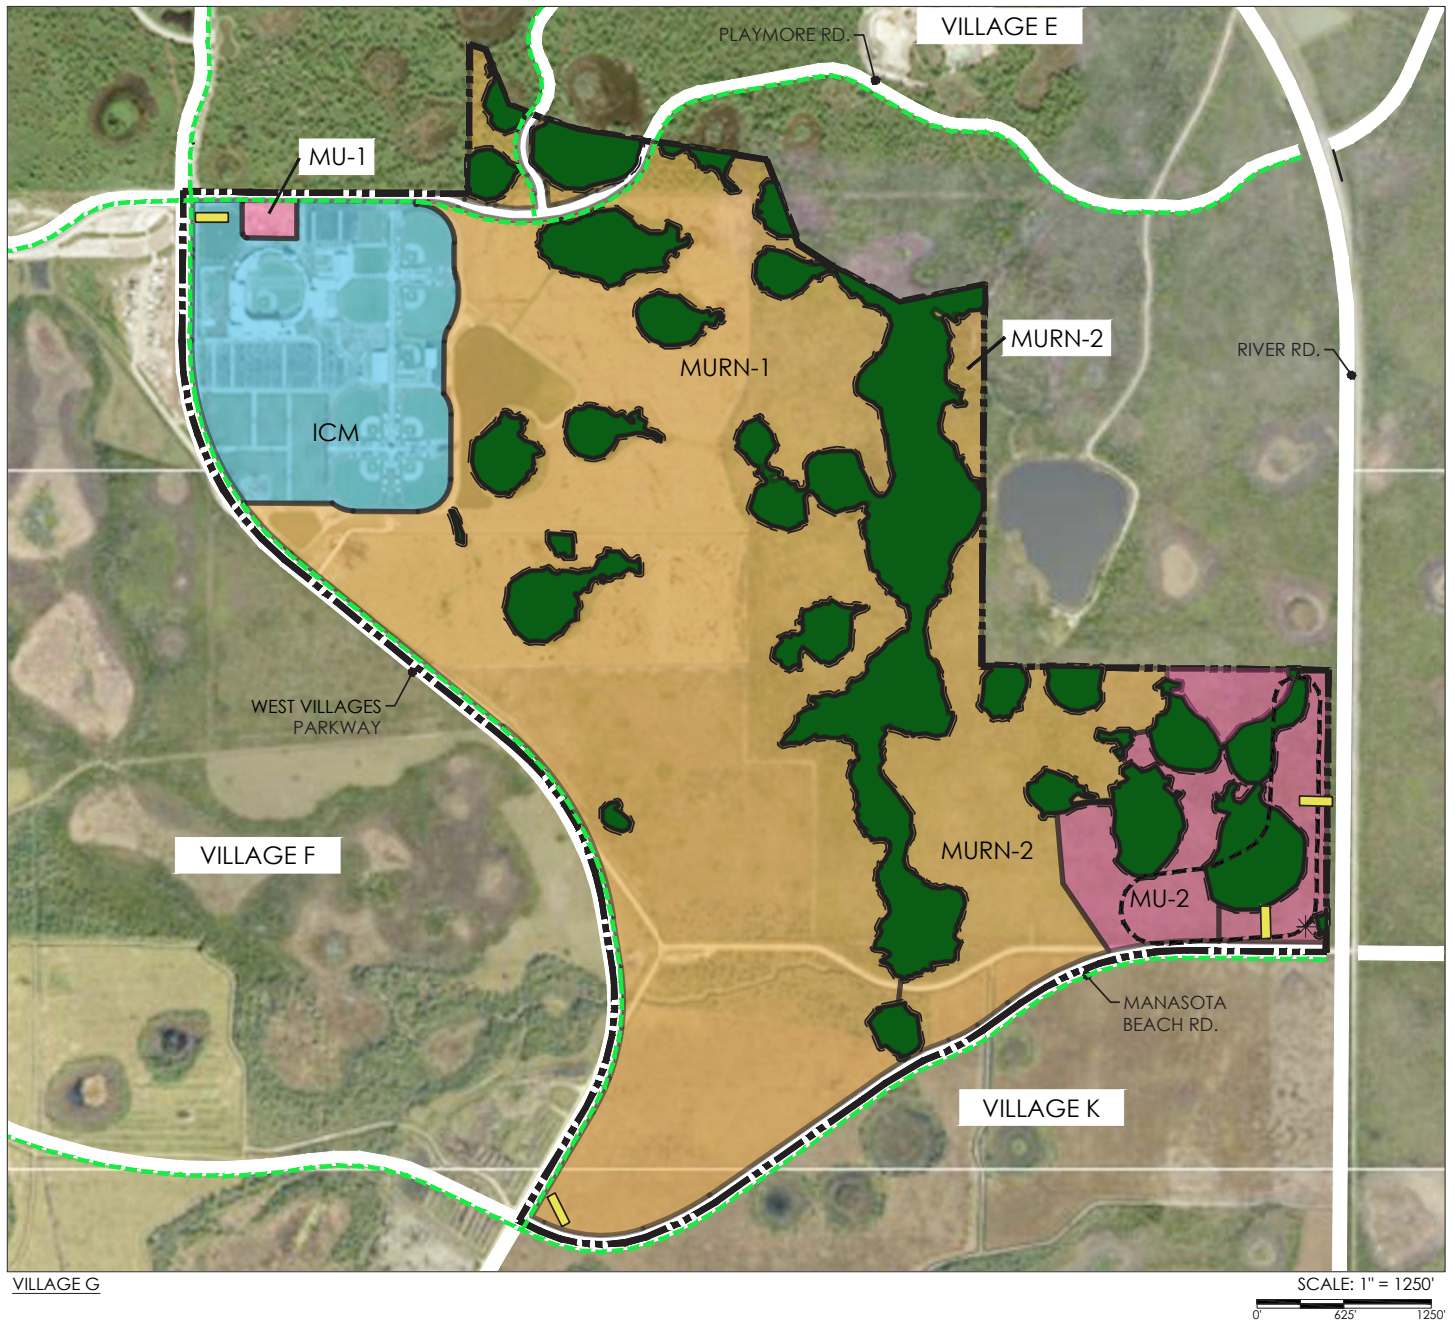 VILLAGE E
PLAYMORE RD.
MU-1
MURN-2
RIVER RD.
MURN-1
ICM
WEST VILLAGES
PARKWAY
VILLAGE F
MURN-2
MU-2
MANASOTA
BEACH RD.
VILLAGE K
VILLAGE G
SCALE: 1" = 1250'
0' 625' 1250'